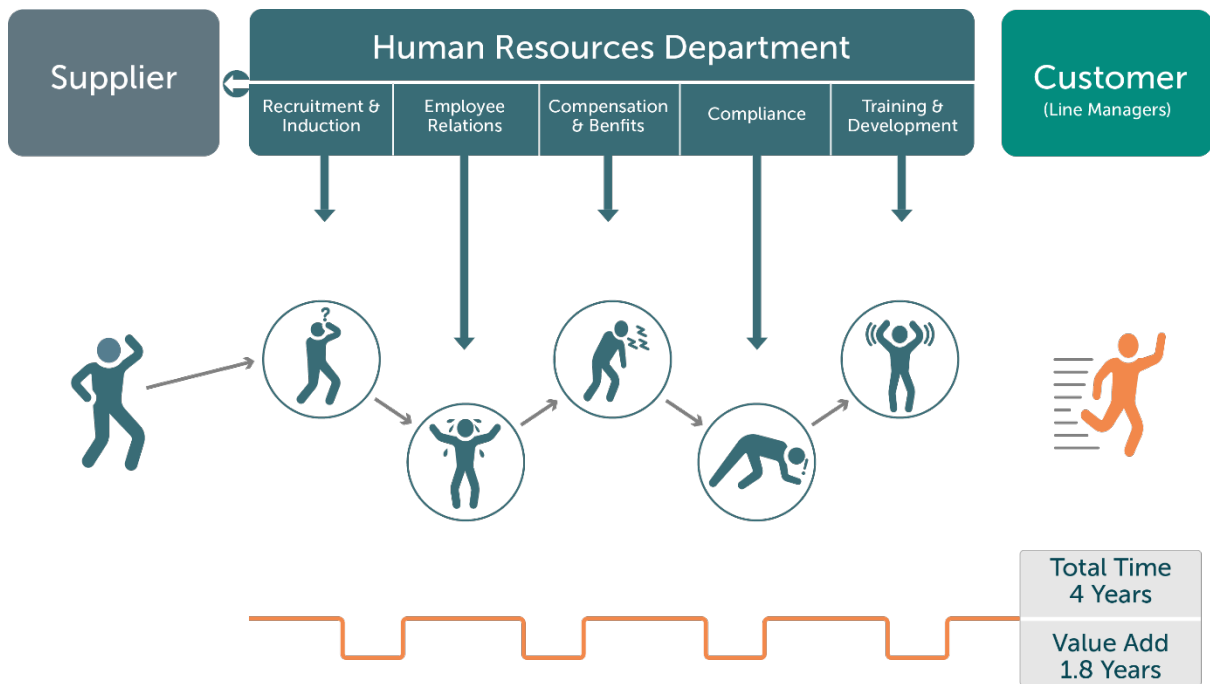 Supplier
Human Resources Department
Recruitment &
Induction
Employee
Relations
Compensation
& Benfits
Compliance
Training &
Development
Customer
(Line Managers)
?
z
z
z
z
!
Total Time
4 Years
Value Add
1.8 Years